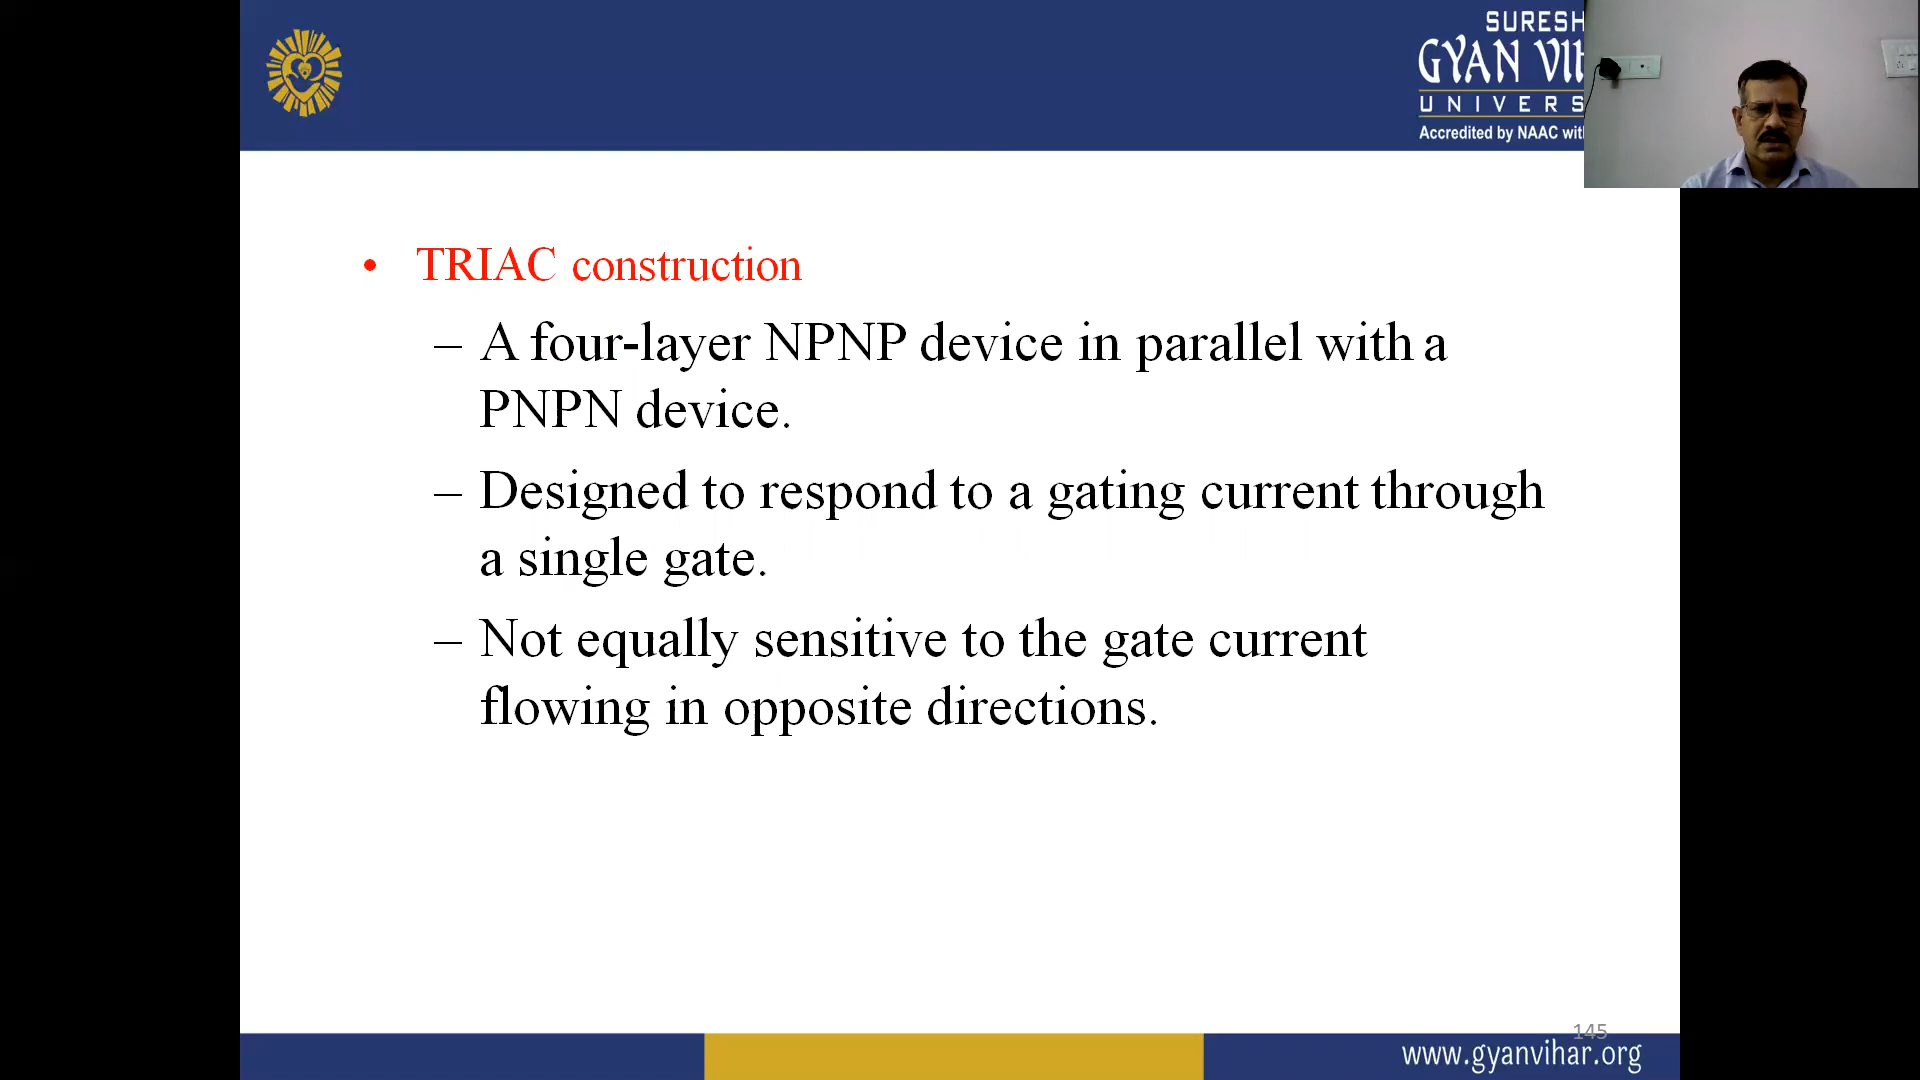 SURESH
GYAN VIH
UNIVERS
Accredited by NAAC wit
• TRIAC construction
– A four-layer NPNP device in parallel with a
PNPN device.
– Designed to respond to a gating current through
a single gate.
– Not equally sensitive to the gate current
flowing in opposite directions.
145
www.gyanvihar.org